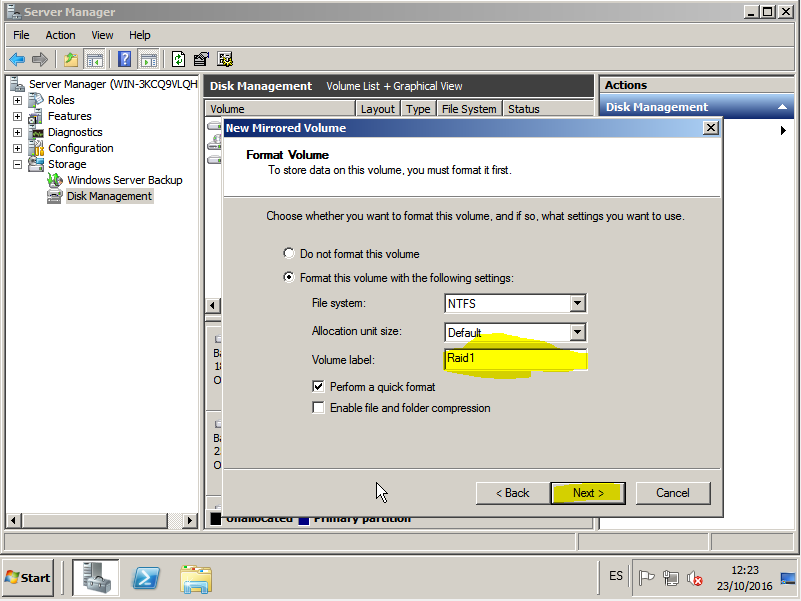 Server Manager
File Action View Help
Server Manager (WIN-3KCQ9VLQH
Roles
Features
Diagnostics
Configuration
Storage
Windows Server Backup
Disk Management
Disk Management Volume List + Graphical View
Volume Layout Type File System Status
Actions
Disk Management
New Mirrored Volume
Format Volume
To store data on this volume, you must format it first.
Choose whether you want to format this volume, and if so, what settings you want to use.
Do not format this volume
Format this volume with the following settings:
File system: NTFS
Allocation unit size: Default
Volume label: Raid1
Perform a quick format
Enable file and folder compression
< Back Next > Cancel
Ba
18
O
Ba
2
O
Unallocated Primary partition
Start
ES
12:23
23/10/2016